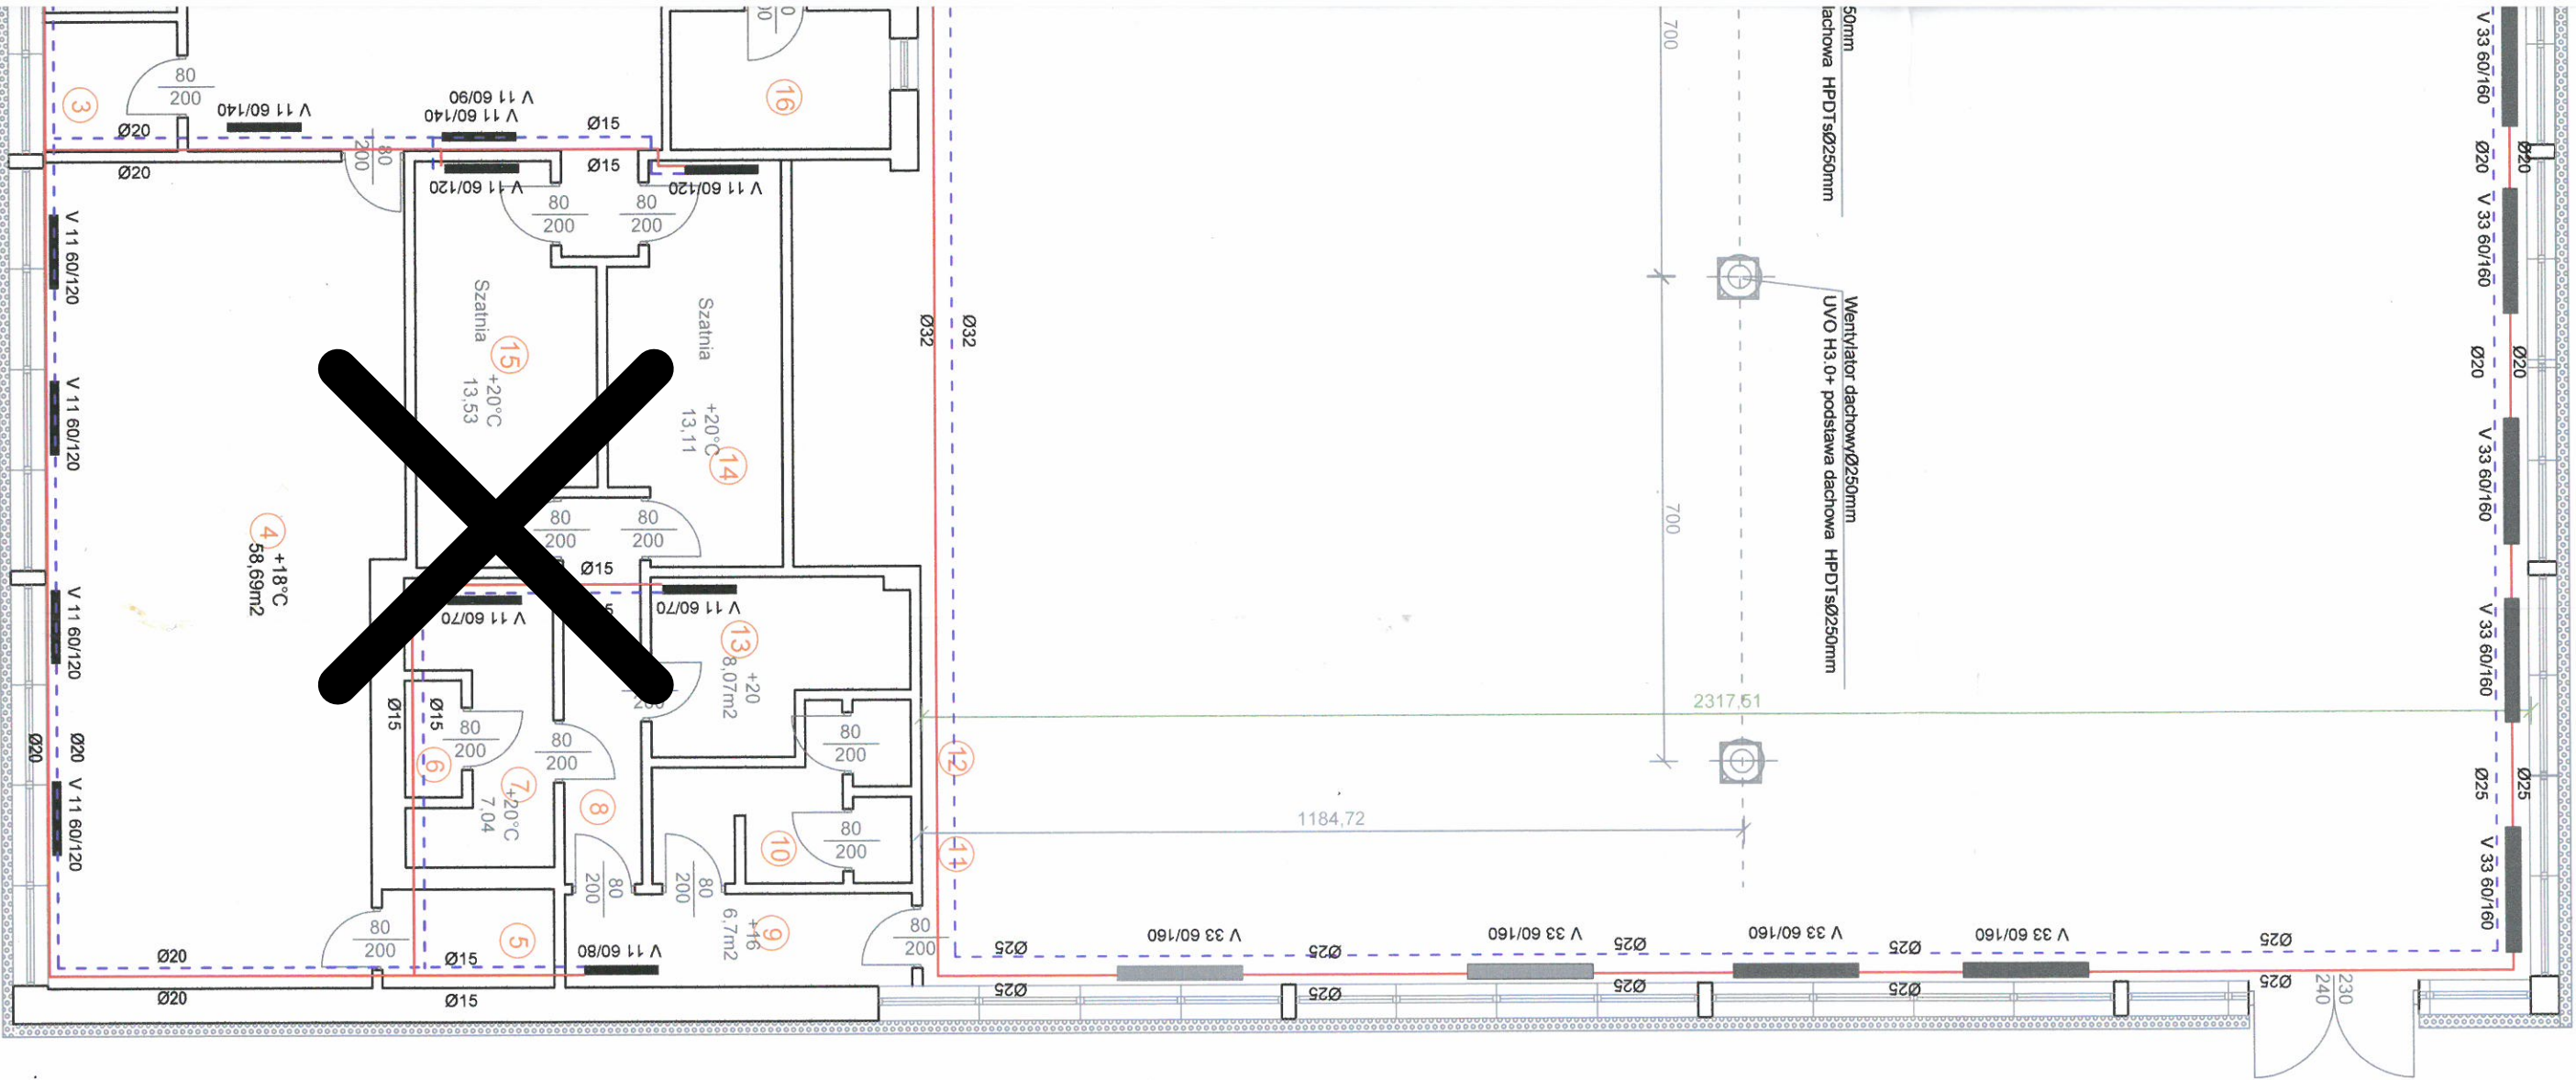 700
50mm
dachowa HPDTsØ250mm
V 33 60/160
80
200
3
16
V 11 60/140
V 11 60/90
V 11 60/140
Ø20
Ø15
80
200
Ø20
Ø15
Ø20
Ø20
V 11 60/120
V 11 60/120
80
200
80
200
V 11 60/120
V 33 60/160
Szatnia
15
+20°C
13,53
Szatnia
+20°C
13,11
14
Ø32
Ø32
Wentylator dachowyØ250mm
UVO H3.0+ podstawa dachowa HPDTsØ250mm
Ø20
Ø20
V 11 60/120
V 33 60/160
4
+18°C
58,69m2
80
200
80
200
700
Ø15
V 11 60/120
V 11 60/70
V 11 60/70
13
+20
8,07m2
V 33 60/160
2317,51
Ø15
Ø15
80
200
80
200
80
200
Ø20
Ø20
6
7
+20°C
7,04
8
12
Ø25
Ø25
V 11 60/120
10
80
200
11
1184,72
V 33 60/160
80
200
80
200
80
200
5
9
+16
6,7m2
80
200
V 11 60/80
Ø20
Ø15
Ø25
V 33 60/160
Ø25
V 33 60/160
Ø25
V 33 60/160
Ø25
V 33 60/160
Ø25
Ø20
Ø15
Ø25
Ø25
Ø25
Ø25
Ø25
230
240